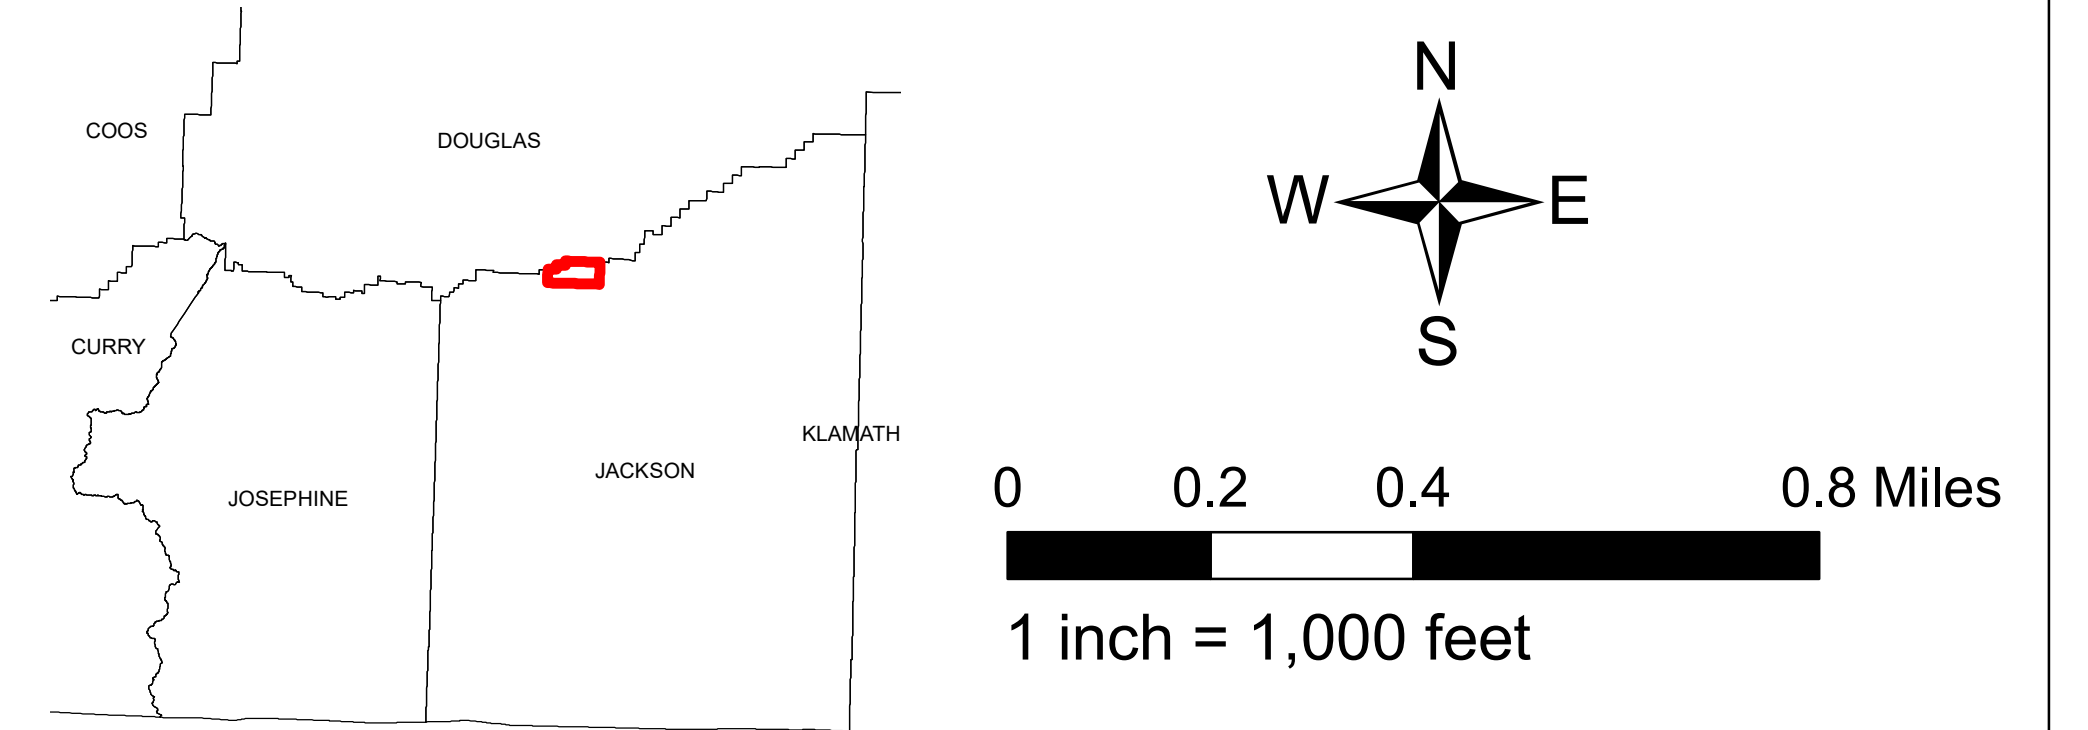 COOS
DOUGLAS
CURRY
KLAMATH
JACKSON
JOSEPHINE
N
W E
S
0 0.2 0.4 0.8 Miles
1 inch = 1,000 feet